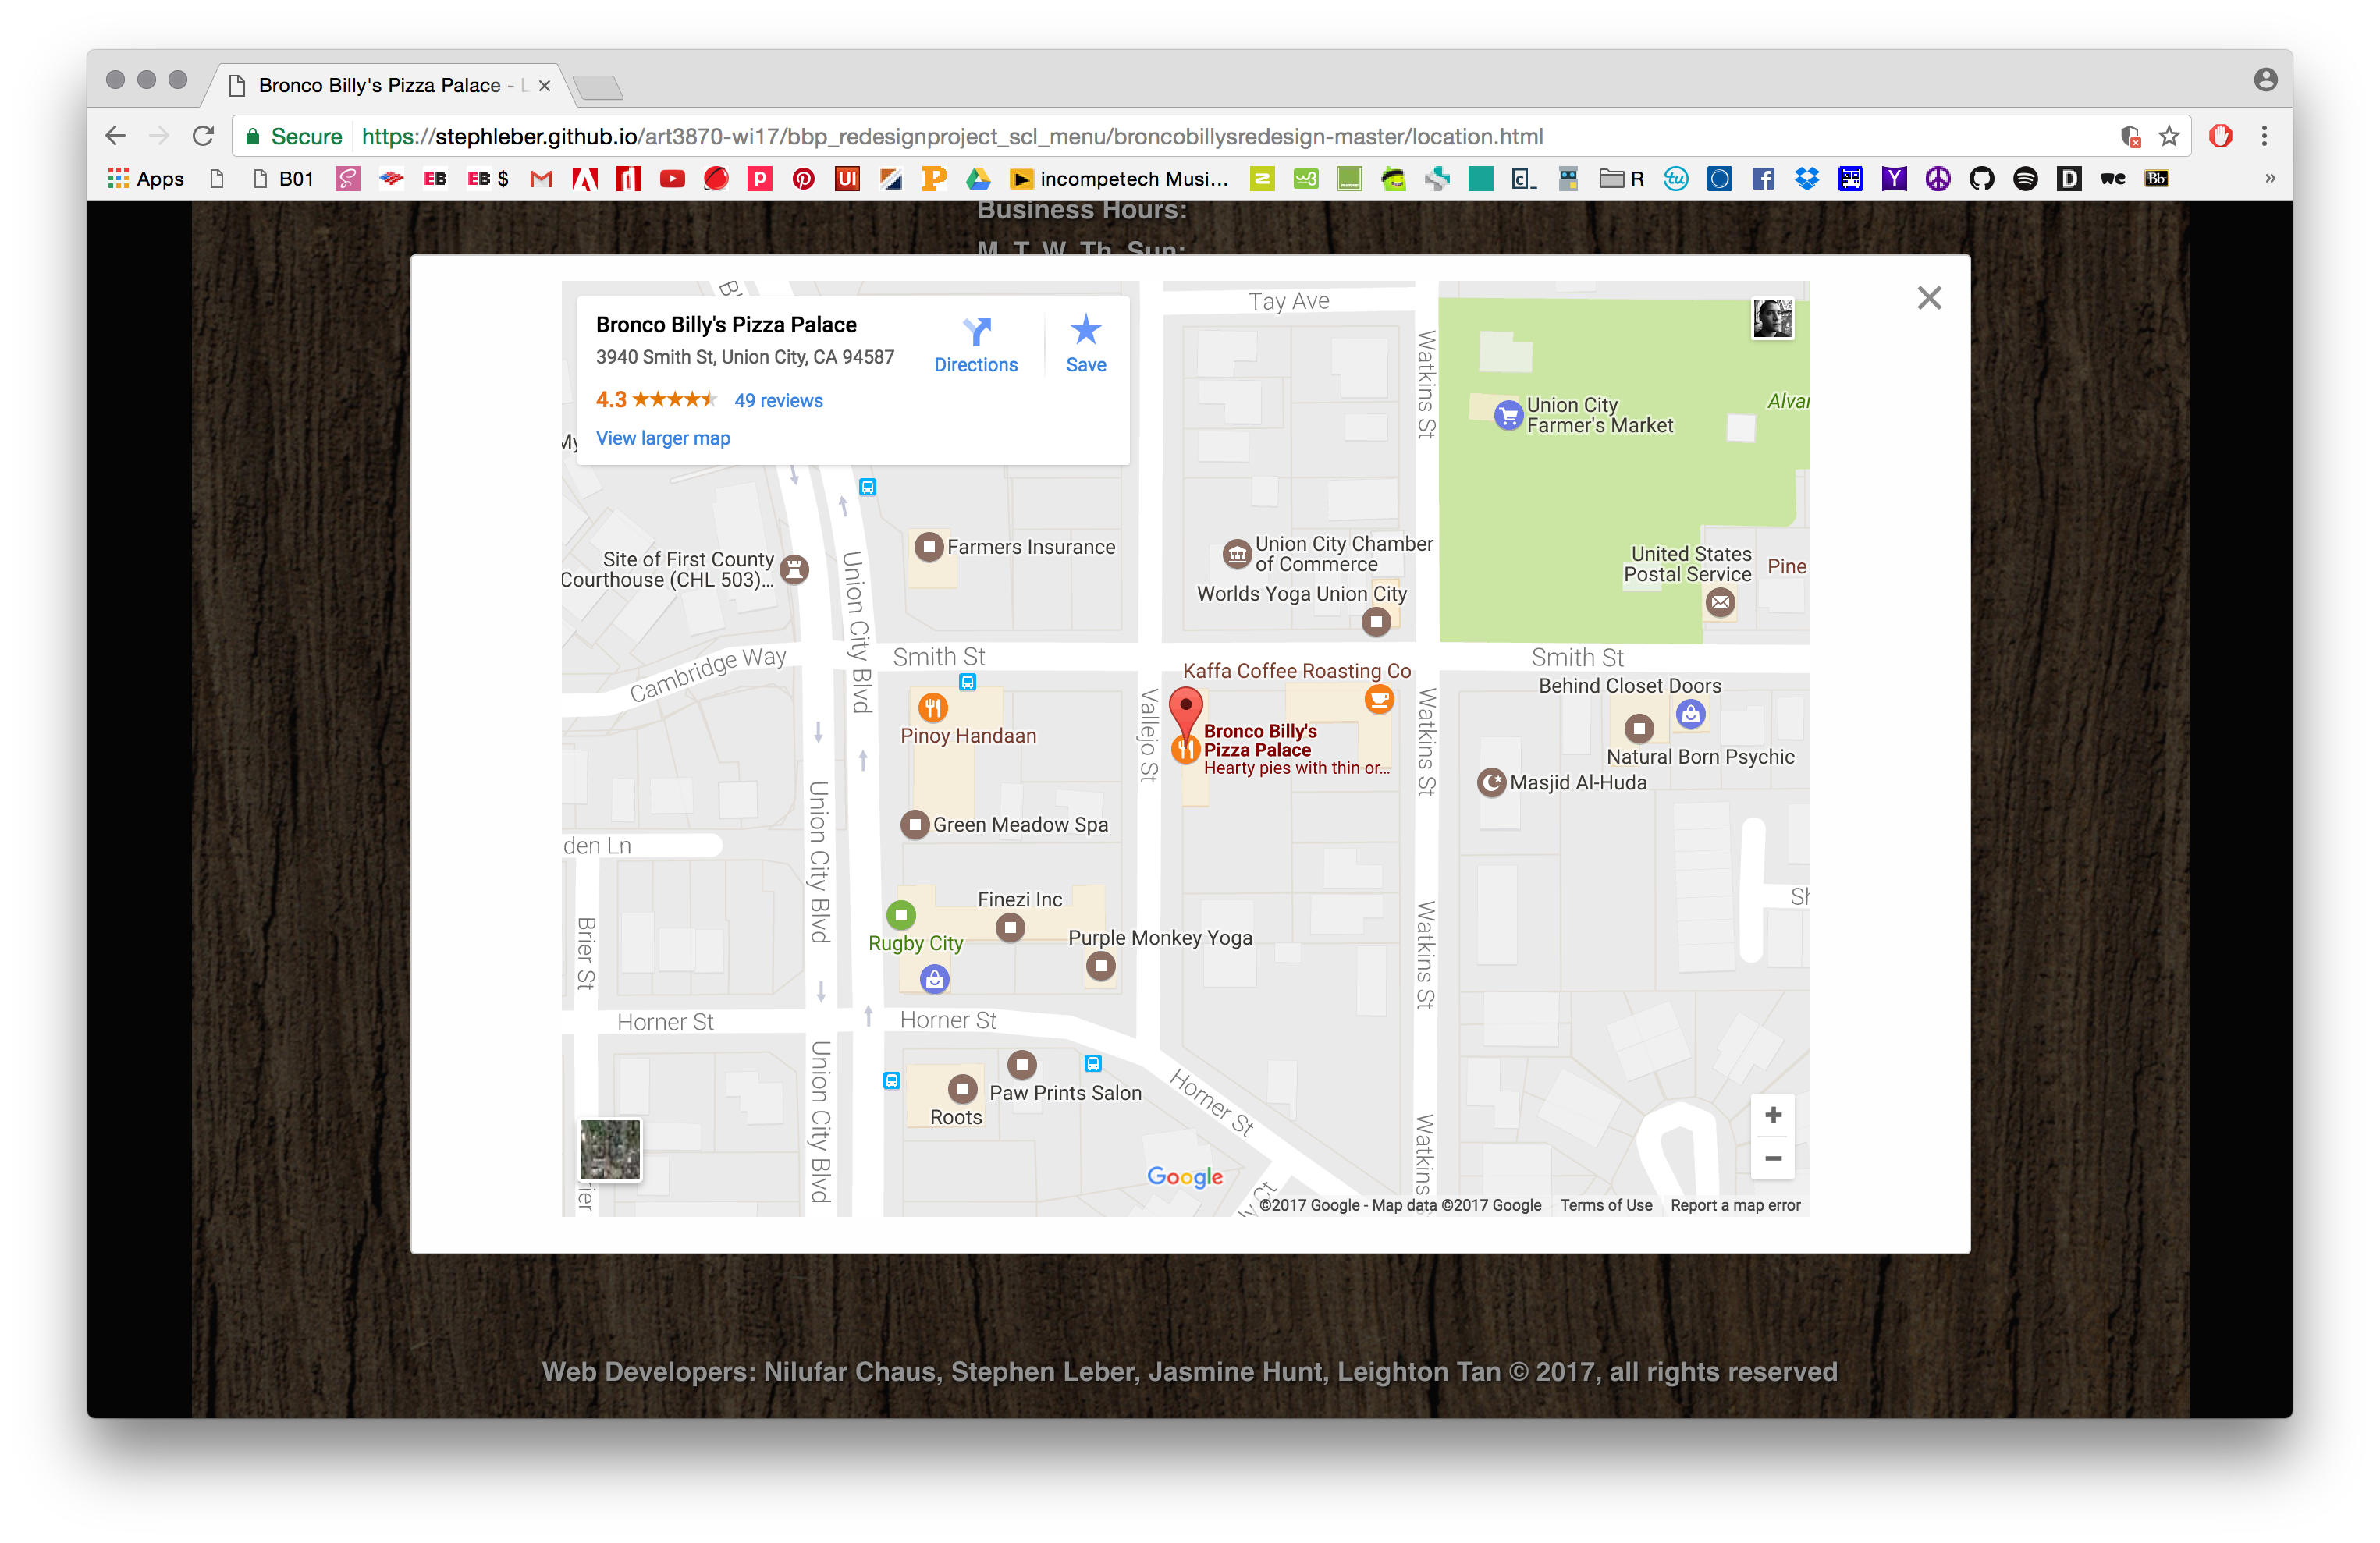 Bronco Billy's Pizza Palace - L
Secure
https://stephleber.github.io/art3870-wi17/bbp_redesignproject_scl_menu/broncobillysredesign-master/location.html
Apps
B01
EB
EB $
UI
incompetech Musi...
R
Bb
Business Hours:
M, T, W, Th, Sun:
Bronco Billy's Pizza Palace
3940 Smith St, Union City, CA 94587
4.3
49 reviews
View larger map
Directions
Save
Tay Ave
Watkins St
Union City
Farmer's Market
Alvar
My
Farmers Insurance
Site of First County
Courthouse (CHL 503)...
Union City Blvd
Union City Chamber
of Commerce
Worlds Yoga Union City
United States
Postal Service
Pine
Cambridge Way
Smith St
Smith St
Kaffa Coffee Roasting Co
Behind Closet Doors
Pinoy Handaan
Vallejo St
Bronco Billy's
Pizza Palace
Hearty pies with thin or...
Watkins St
Natural Born Psychic
Masjid Al-Huda
Green Meadow Spa
den Ln
Union City Blvd
Brier St
Finezi Inc
Rugby City
Purple Monkey Yoga
Watkins St
Sh
Horner St
Horner St
Union City Blvd
Paw Prints Salon
Roots
Horner St
Watkins
rier
y Ct
Google
©2017 Google - Map data ©2017 Google
Terms of Use
Report a map error
Web Developers: Nilufar Chaus, Stephen Leber, Jasmine Hunt, Leighton Tan © 2017, all rights reserved